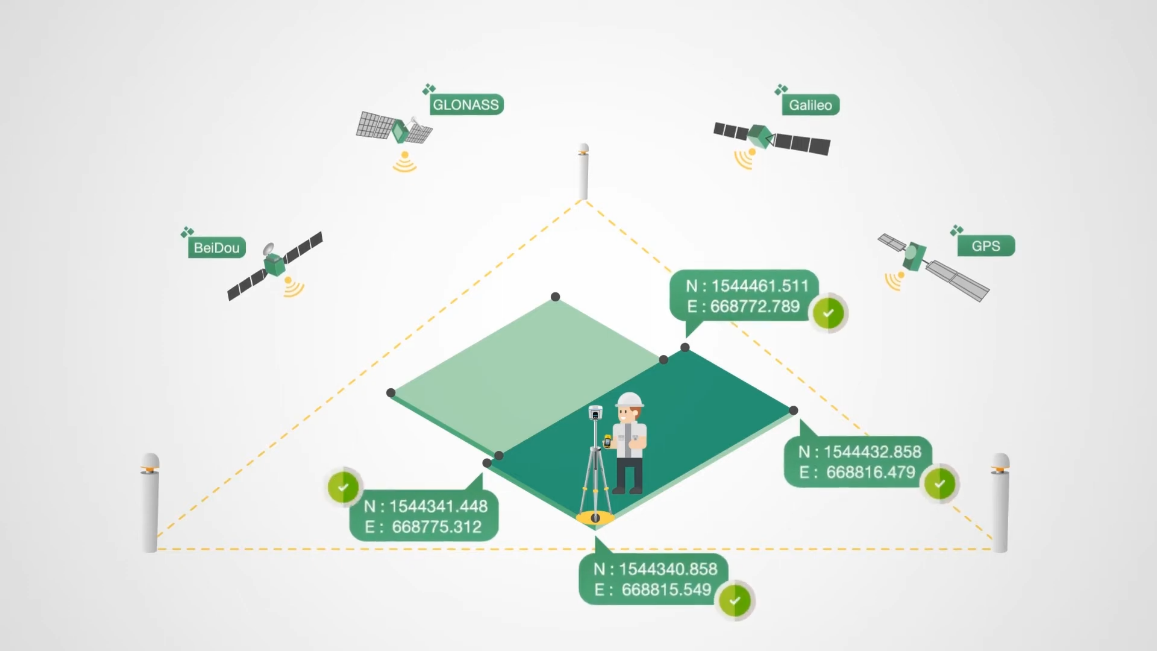 GLONASS
Galileo
BeiDou
GPS
N : 1544461.511
E : 668772.789
N : 1544432.858
E : 668816.479
N : 1544341.448
E : 668775.312
N : 1544340.858
E : 668815.549